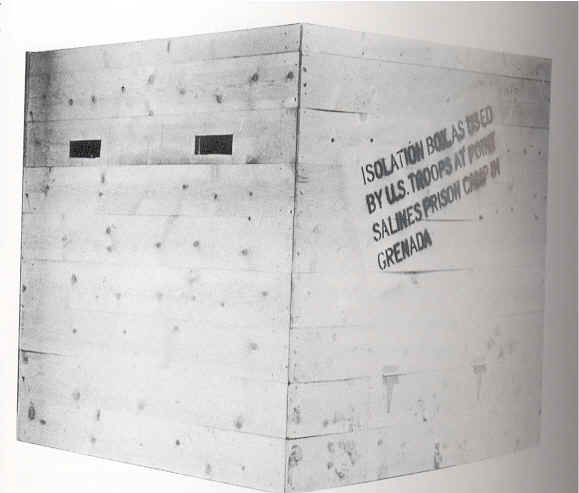 ISOLATION BOX AS USED
BY U.S. TROOPS AT POINT
SALINES PRISON CAMP IN
GRENADA